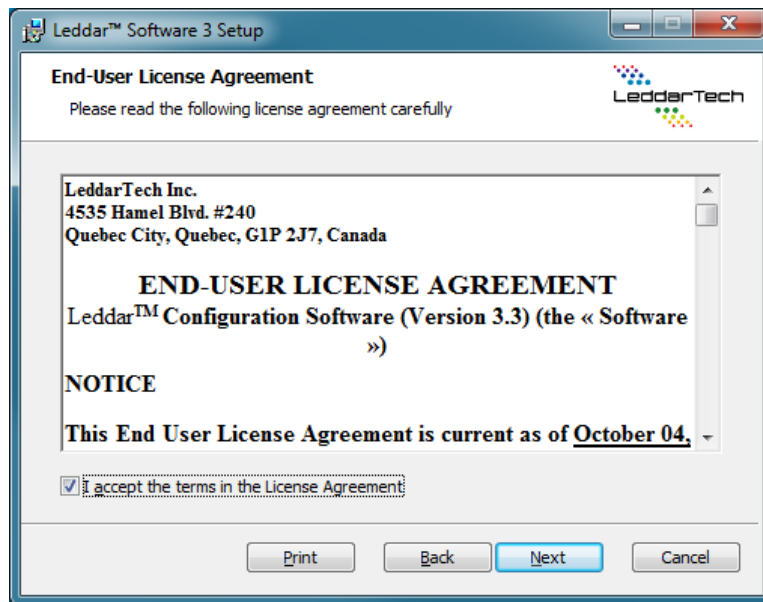 Leddar™ Software 3 Setup
End-User License Agreement
Please read the following license agreement carefully
LeddarTech
LeddarTech Inc.
4535 Hamel Blvd. #240
Quebec City, Quebec, G1P 2J7, Canada
END-USER LICENSE AGREEMENT
Leddar™ Configuration Software (Version 3.3) (the « Software
»)
NOTICE
This End User License Agreement is current as of October 04,
I accept the terms in the License Agreement
Print Back Next Cancel